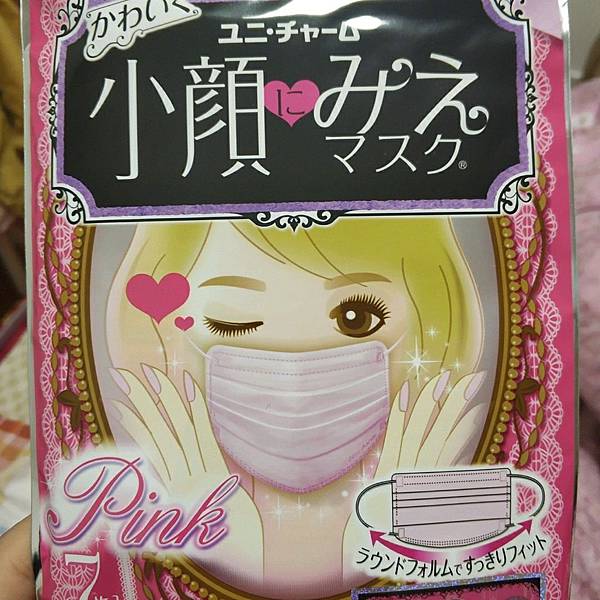 かわいく
ユニ・チャーム
小顔にみえ
マスク®
Pink
ラウンドフォルムですっきりフィット
7